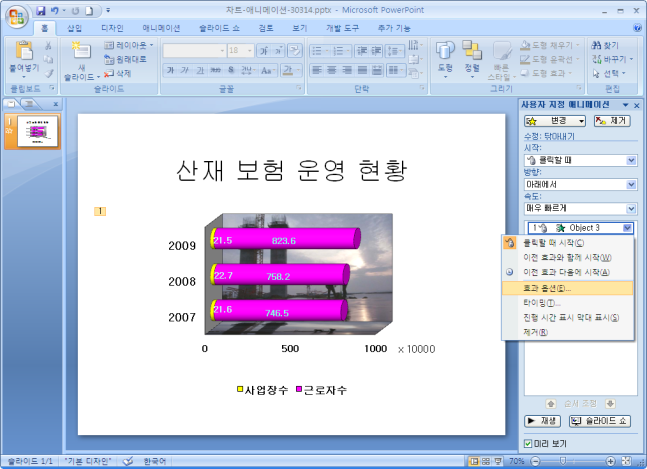 차트-애니메이션-30314.pptx - Microsoft PowerPoint
홈 삽입 디자인 애니메이션 슬라이드 쇼 검토 보기 개발 도구 추가 기능
붙여넣기
새 슬라이드
레이아웃
원래대로
삭제
18
가 가 가
도형
정렬
빠른 스타일
도형 채우기
도형 윤곽선
도형 효과
찾기
바꾸기
선택
클립보드 슬라이드 글꼴 단락 그리기 편집
사용자 지정 애니메이션
변경 제거
수정: 닦아내기
시작:
클릭할 때
방향:
아래에서
속도:
매우 빠르게
1 Object 3
클릭할 때 시작(C)
이전 효과와 함께 시작(W)
이전 효과 다음에 시작(A)
효과 옵션(E)...
타이밍(T)...
진행 시간 표시 막대 표시(S)
제거(R)
순서 조정
재생 슬라이드 쇼
미리 보기
1
산재 보험 운영 현황
1
2009 21.5 823.6
2008 22.7 758.2
2007 21.6 746.5
0 500 1000 × 10000
사업장수 근로자수
슬라이드 1/1 "기본 디자인" 한국어 70%